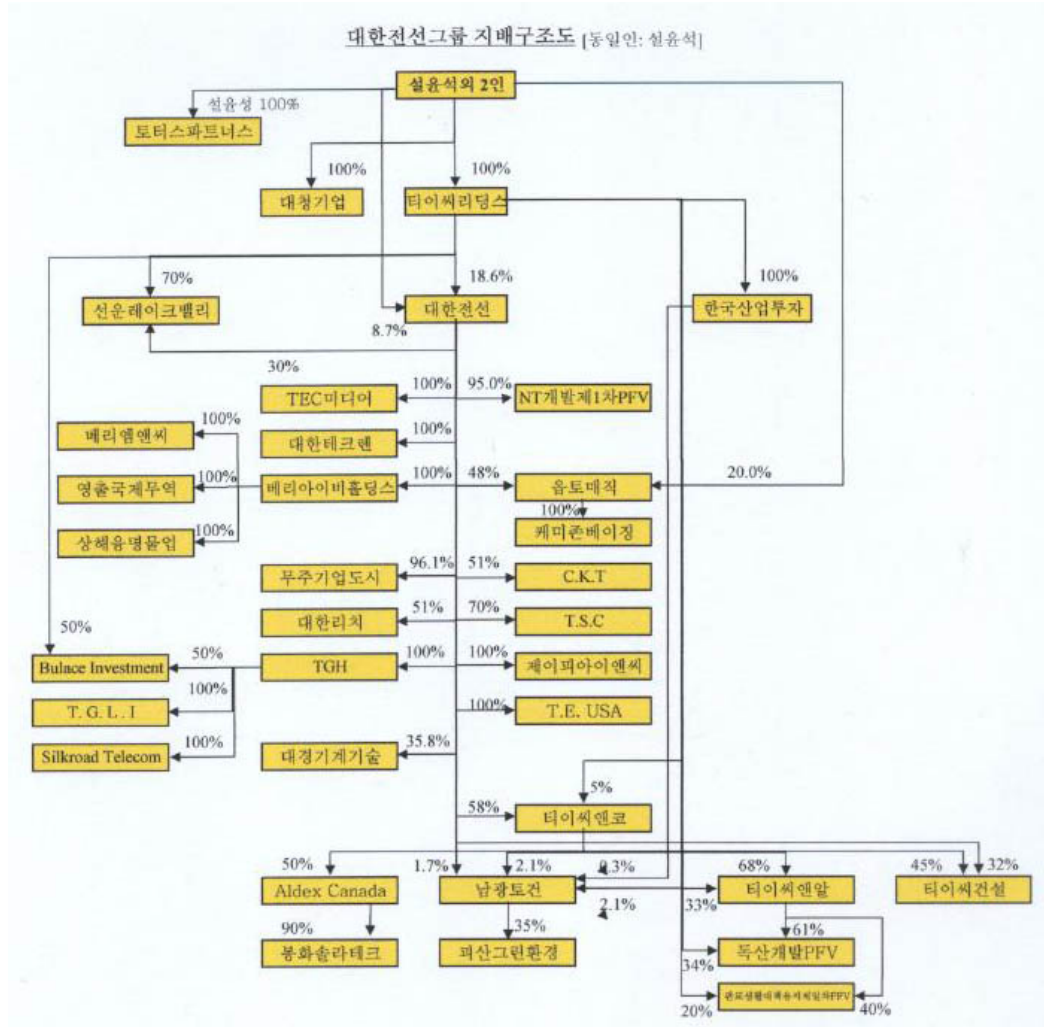 대한전선그룹 지배구조도 [동일인: 설윤석]
설윤석외 2인
설윤성 100%
토터스파트너스
100%
100%
대청기업
티이씨리딩스
70%
18.6%
100%
선운레이크밸리
대한전선
한국산업투자
8.7%
30%
100%
95.0%
TEC미디어
NT개발제1차PFV
100%
100%
베리엠앤씨
대한테크렌
100%
100%
48%
20.0%
영출국제무역
베리아이비홀딩스
옵토매직
100%
100%
상해융명물업
케미존베이징
96.1%
51%
무주기업도시
C.K.T
51%
70%
대한리치
T.S.C
50%
50%
100%
100%
Bulace Investment
TGH
제이피아이앤씨
100%
100%
T. G. L. I
T.E. USA
100%
35.8%
Silkroad Telecom
대경기계기술
5%
58%
티이씨앤코
50%
1.7%
2.1%
0.3%
68%
45%
32%
Aldex Canada
남광토건
티이씨앤알
티이씨건설
2.1%
33%
90%
35%
61%
봉화솔라테크
괴산그린환경
독산개발PFV
34%
20%
40%